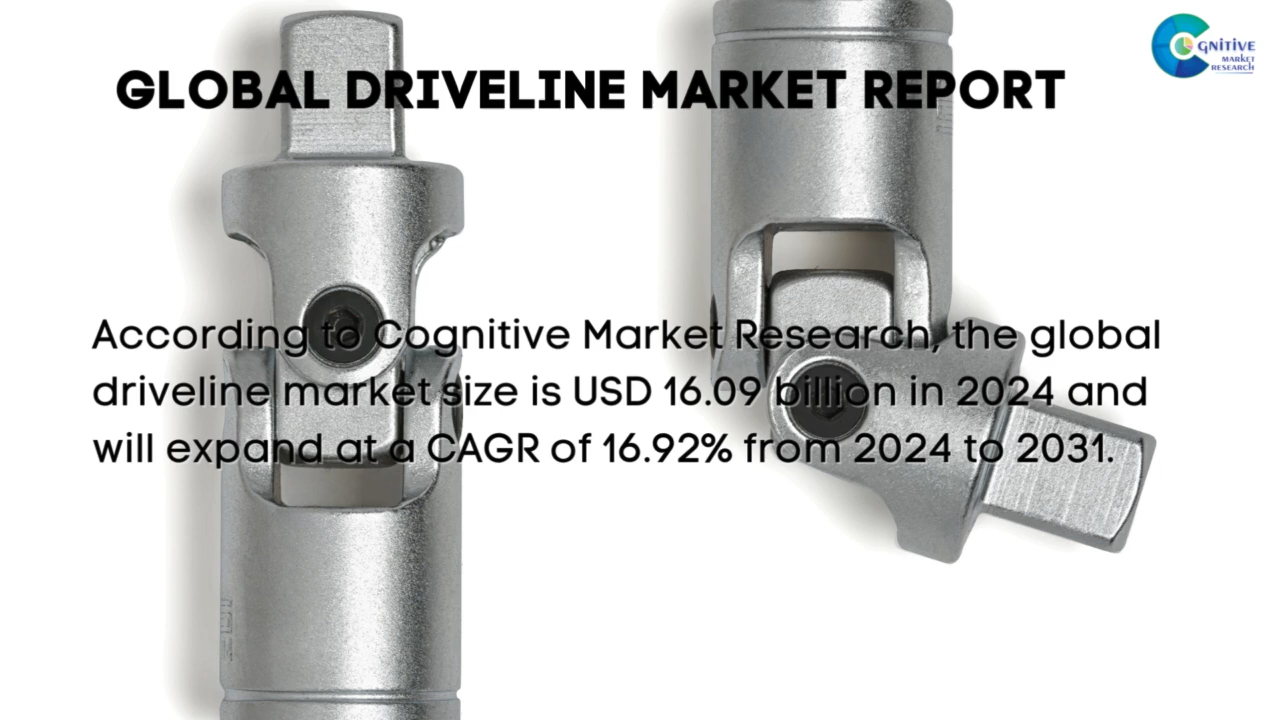 GLOBAL DRIVELINE MARKET REPORT
GNITIVE
MARKET
RESEARCH
According to Cognitive Market Research, the global
driveline market size is USD 16.09 billion in 2024 and
will expand at a CAGR of 16.92% from 2024 to 2031.